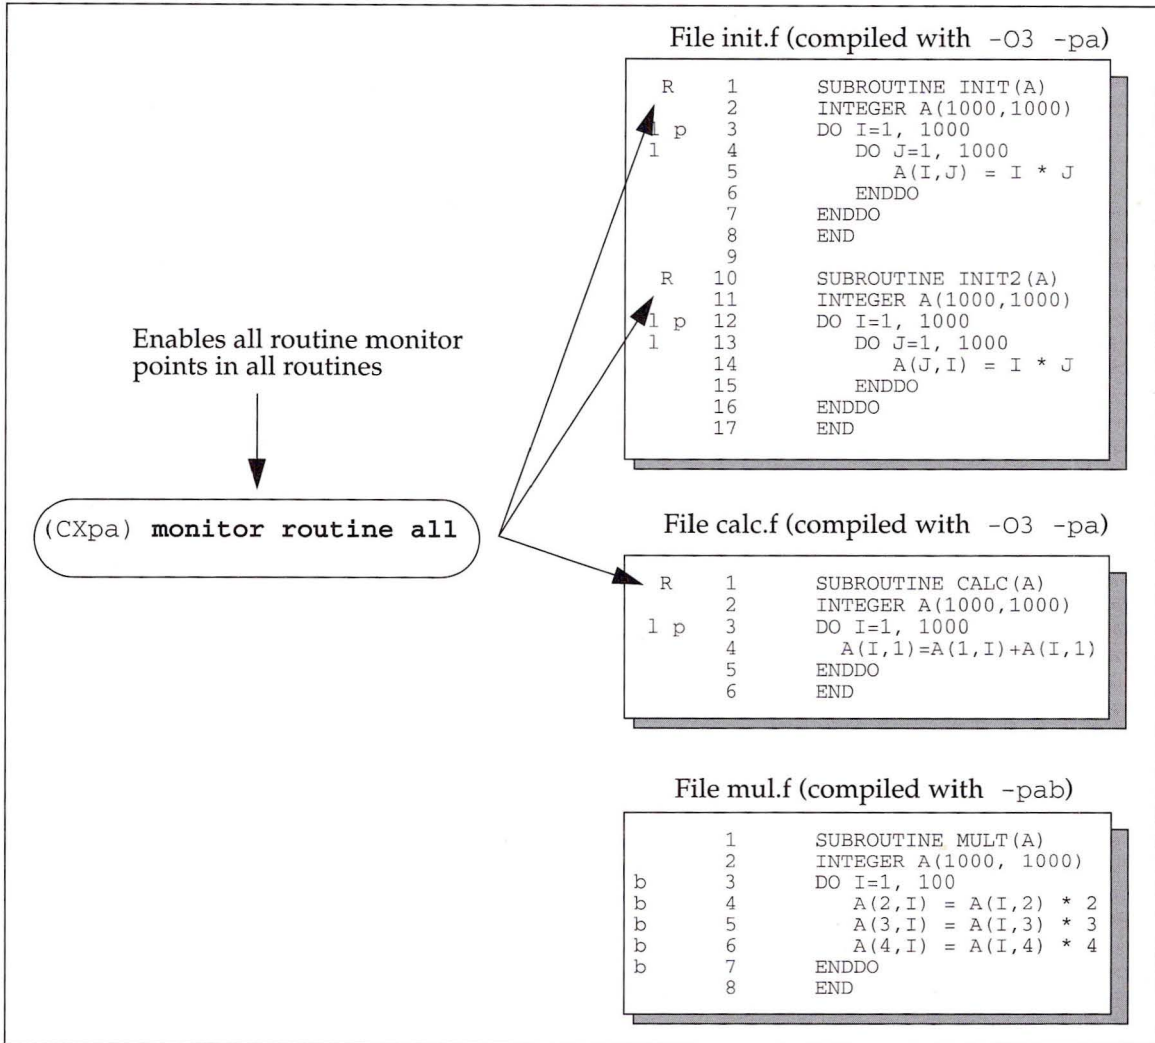 File init.f (compiled with -O3 -pa)
R 1 SUBROUTINE INIT(A)
2 INTEGER A(1000,1000)
l p 3 DO I=1, 1000
l 4 DO J=1, 1000
5 A(I,J) = I * J
6 ENDDO
7 ENDDO
8 END
9
R 10 SUBROUTINE INIT2(A)
11 INTEGER A(1000,1000)
l p 12 DO I=1, 1000
l 13 DO J=1, 1000
14 A(J,I) = I * J
15 ENDDO
16 ENDDO
17 END
Enables all routine monitor
points in all routines
(CXpa) monitor routine all
File calc.f (compiled with -O3 -pa)
R 1 SUBROUTINE CALC(A)
2 INTEGER A(1000,1000)
l p 3 DO I=1, 1000
4 A(I,1)=A(1,I)+A(I,1)
5 ENDDO
6 END
File mul.f (compiled with -pab)
1 SUBROUTINE MULT(A)
2 INTEGER A(1000, 1000)
b 3 DO I=1, 100
b 4 A(2,I) = A(I,2) * 2
b 5 A(3,I) = A(I,3) * 3
b 6 A(4,I) = A(I,4) * 4
b 7 ENDDO
8 END